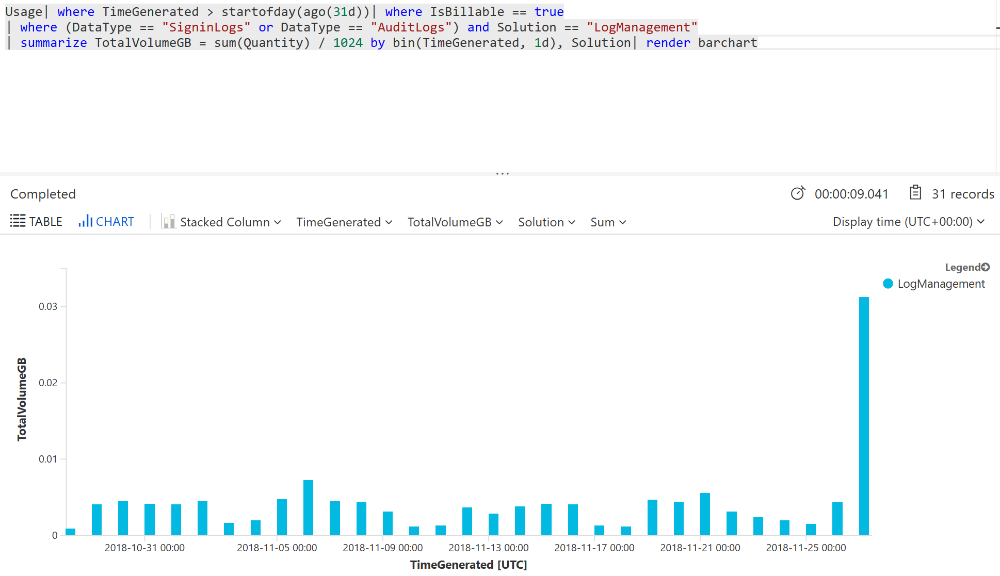 Usage| where TimeGenerated > startofday(ago(31d))| where IsBillable == true
| where (DataType == "SigninLogs" or DataType == "AuditLogs") and Solution == "LogManagement"
| summarize TotalVolumeGB = sum(Quantity) / 1024 by bin(TimeGenerated, 1d), Solution| render barchart
Completed 00:00:09.041 31 records
TABLE CHART Stacked Column TimeGenerated TotalVolumeGB Solution Sum Display time (UTC+00:00)
Legend
LogManagement
TotalVolumeGB
0.03
0.02
0.01
0
2018-10-31 00:00 2018-11-05 00:00 2018-11-09 00:00 2018-11-13 00:00 2018-11-17 00:00 2018-11-21 00:00 2018-11-25 00:00
TimeGenerated [UTC]